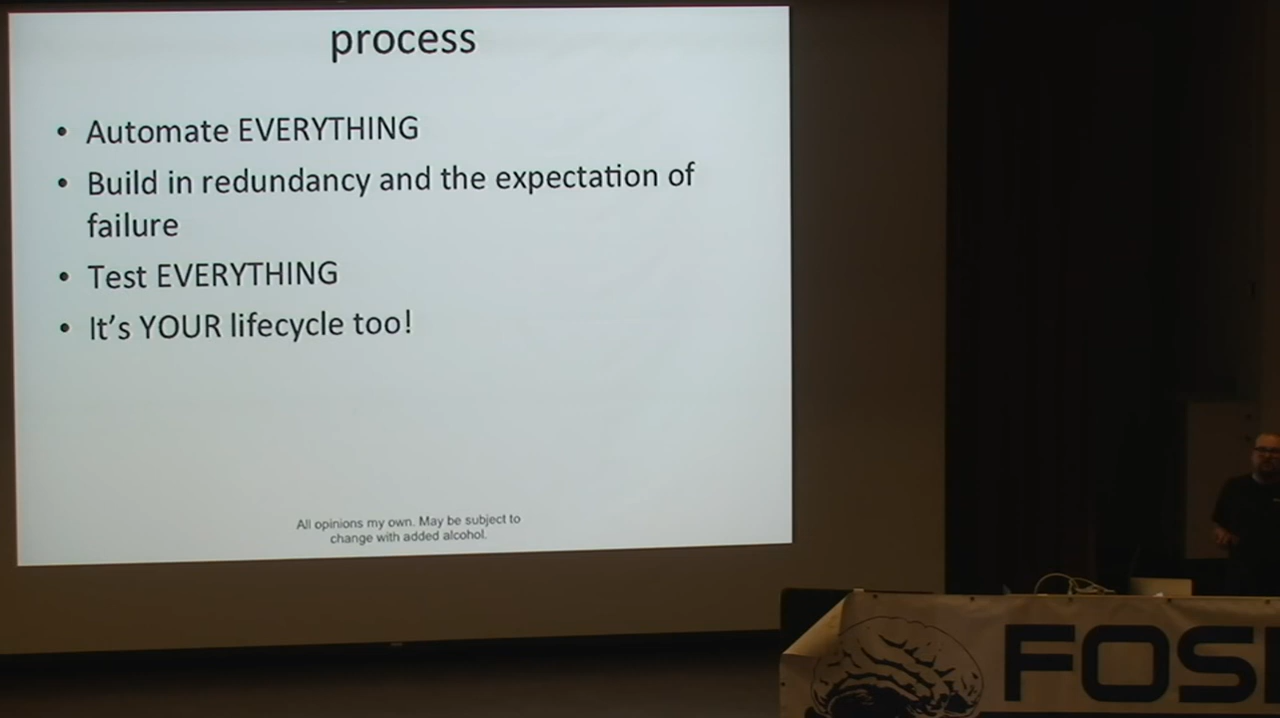 process
• Automate EVERYTHING
• Build in redundancy and the expectation of
failure
• Test EVERYTHING
• It's YOUR lifecycle too!
All opinions my own. May be subject to
change with added alcohol.
FOS